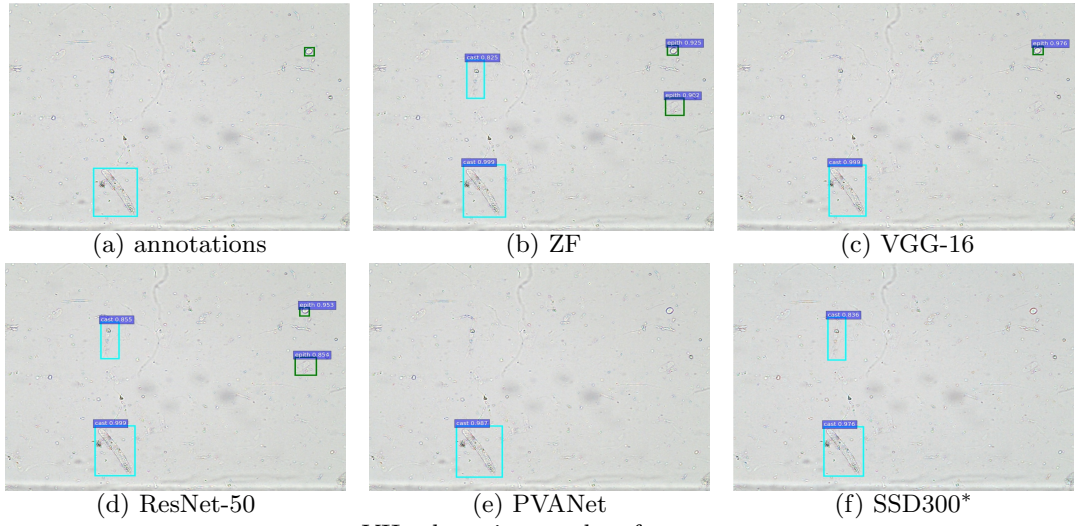 epith 0.925
cast 0.825
epith 0.902
cast 0.999
epith 0.976
cast 0.999
(a) annotations
(b) ZF
(c) VGG-16
epith 0.953
cast 0.855
epith 0.854
cast 0.999
cast 0.987
cast 0.836
cast 0.976
(d) ResNet-50
(e) PVANet
(f) SSD300*